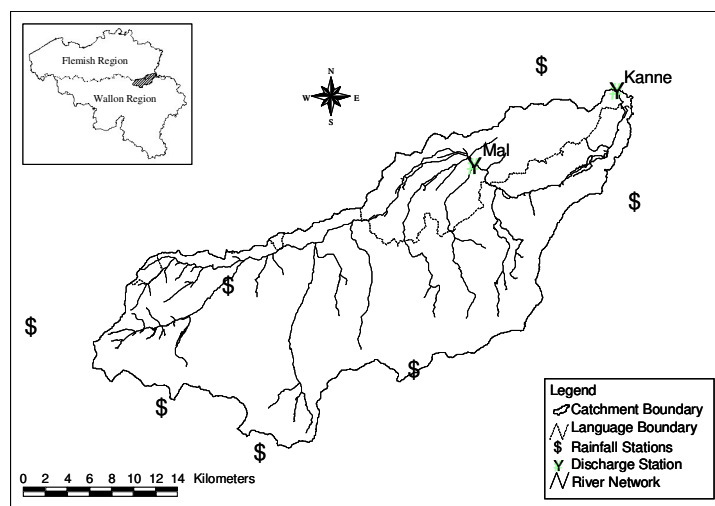 Flemish Region
Wallon Region
N
W E
S
Kanne
Mal
Legend
Catchment Boundary
Language Boundary
$ Rainfall Stations
Y Discharge Station
River Network
0 2 4 6 8 10 12 14 Kilometers